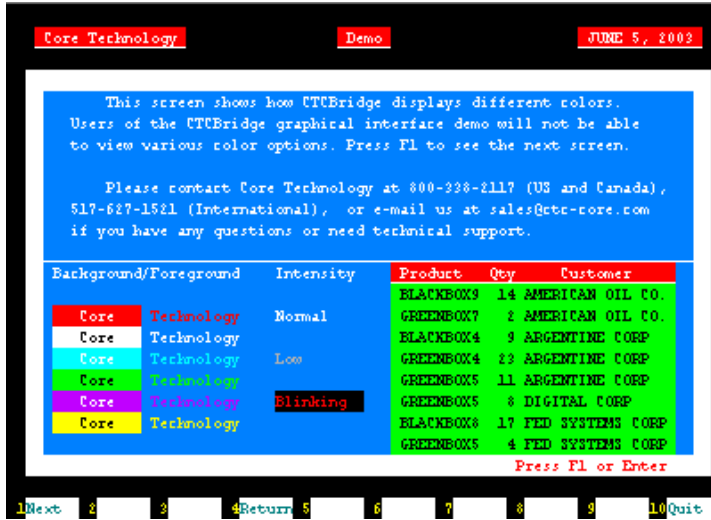 Core Technology Demo JUNE 5, 2003
This screen shows how CTCBridge displays different colors.
Users of the CTCBridge graphical interface demo will not be able
to view various color options. Press F1 to see the next screen.
Please contact Core Technology at 800-338-2117 (US and Canada),
517-627-1521 (International), or e-mail us at sales@ctc-core.com
if you have any questions or need technical support.
Background/Foreground Intensity
Core Technology Normal
Core Technology
Core Technology Low
Core Technology
Core Technology Blinking
Core Technology
Product Qty Customer
BLACKBOX9 14 AMERICAN OIL CO.
GREENBOX7 2 AMERICAN OIL CO.
BLACKBOX4 9 ARGENTINE CORP
GREENBOX4 23 ARGENTINE CORP
GREENBOX5 11 ARGENTINE CORP
GREENBOX5 8 DIGITAL CORP
BLACKBOX8 17 FED SYSTEMS CORP
GREENBOX5 4 FED SYSTEMS CORP
Press F1 or Enter
1Next 2 3 4Return 5 6 7 8 9 10Quit